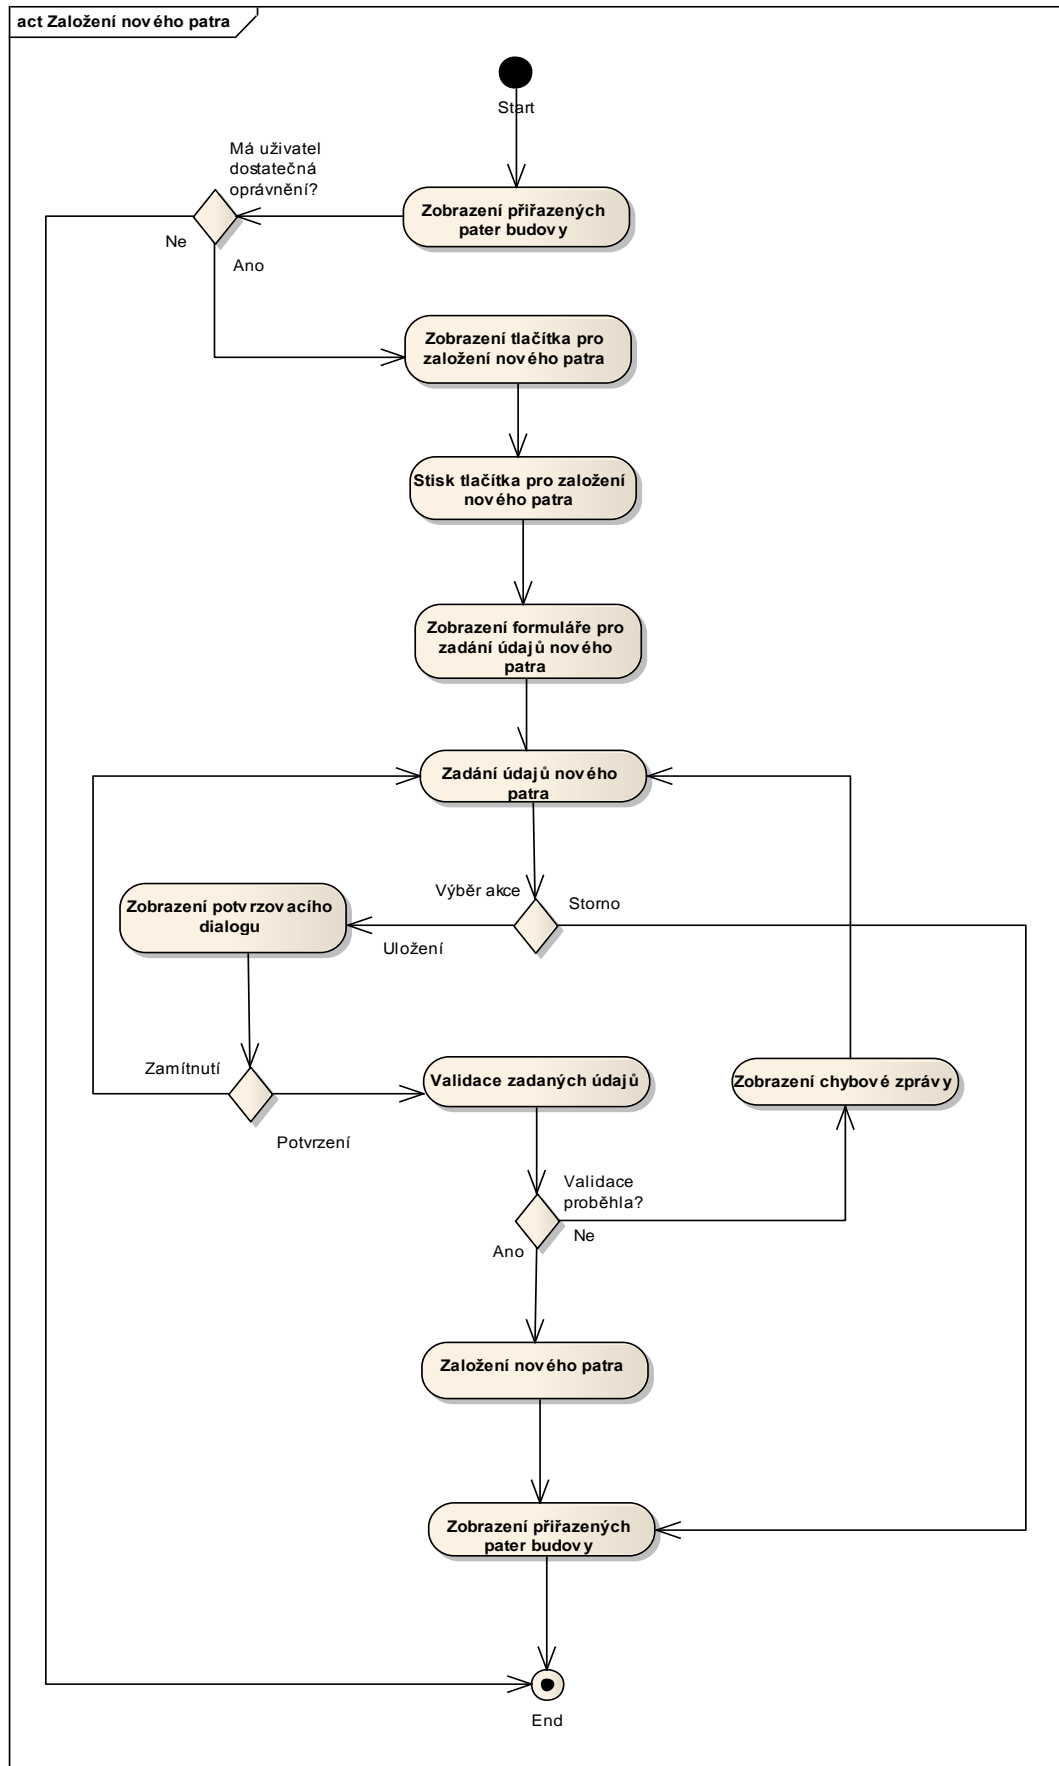 act Založení nového patra
Start
Má uživatel
dostatečná
oprávnění?
Zobrazení přiřazených
pater budovy
Ne
Ano
Zobrazení tlačítka pro
založení nového patra
Stisk tlačítka pro založení
nového patra
Zobrazení formuláře pro
zadání údajů nového
patra
Zadání údajů nového
patra
Výběr akce
Storno
Zobrazení potvrzovacího
dialogu
Uložení
Zamítnutí
Validace zadaných údajů
Zobrazení chybové zprávy
Potvrzení
Validace
proběhla?
Ne
Ano
Založení nového patra
Zobrazení přiřazených
pater budovy
End